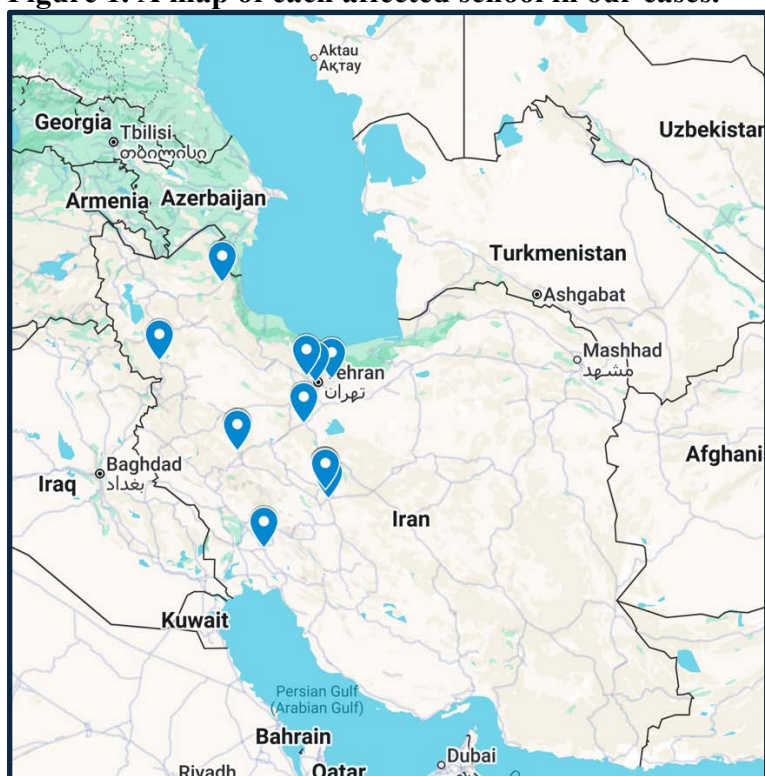 Figure 1: A map of each affected school in our cases.
Aktau
Ақтау
Georgia
Tbilisi
თბილისი
Uzbekistan
Armenia
Azerbaijan
Turkmenistan
Ashgabat
Mashhad
مشهد
Tehran
تهران
Baghdad
بغداد
Iraq
Afghani
Iran
Kuwait
Persian Gulf
(Arabian Gulf)
Bahrain
Dubai
Riyadh
Qatar